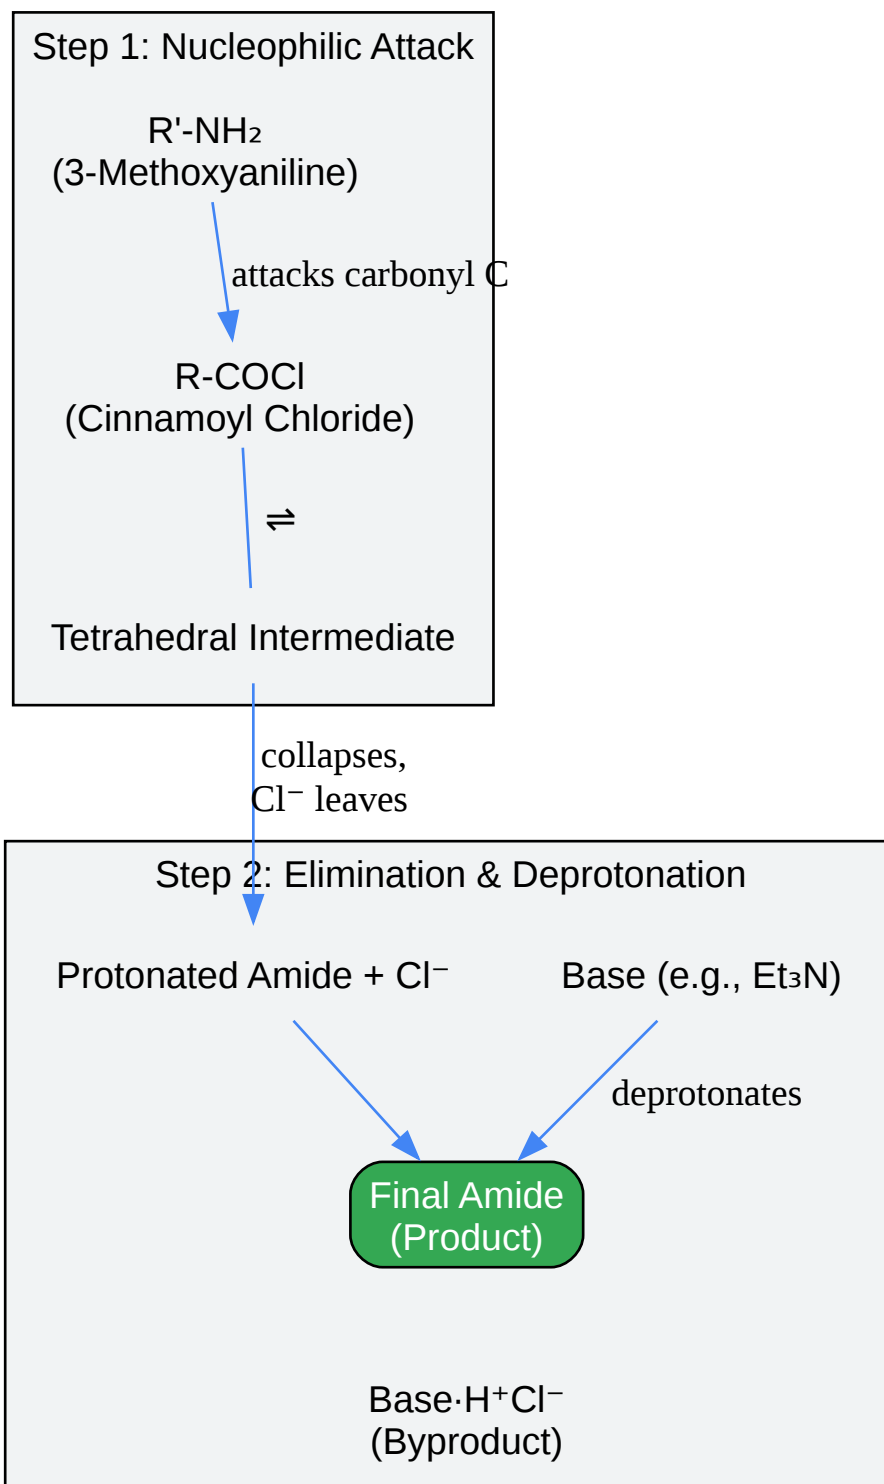 Step 1: Nucleophilic Attack
R'-NH₂
(3-Methoxyaniline)
attacks carbonyl C
R-COCl
(Cinnamoyl Chloride)
⇌
Tetrahedral Intermediate
collapses,
Cl⁻ leaves
Step 2: Elimination & Deprotonation
Protonated Amide + Cl⁻
Base (e.g., Et₃N)
deprotonates
Final Amide
(Product)
Base·H⁺Cl⁻
(Byproduct)